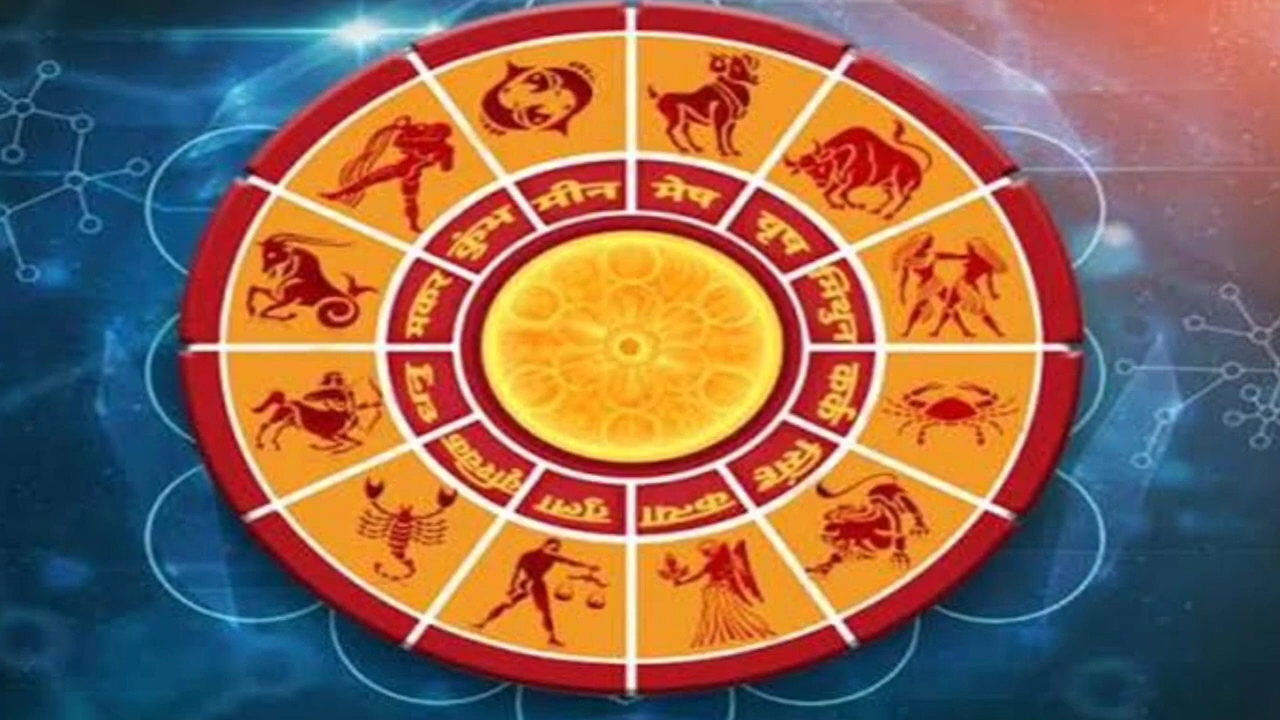 मेष
वृष
मिथुन
कर्क
सिंह
कन्या
तुला
वृश्चिक
धनु
मकर
कुंभ
मीन